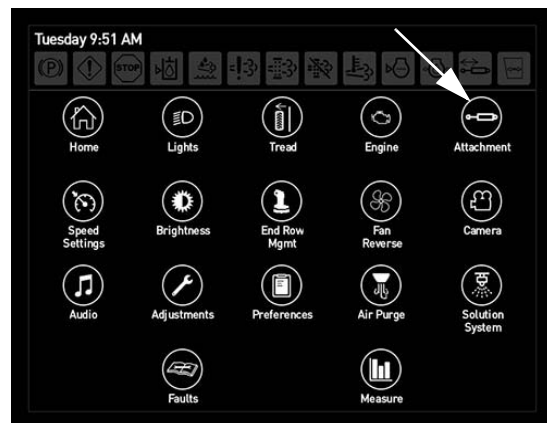 Tuesday 9:51 AM
(P) STOP
Home Lights Tread Engine Attachment
Speed Settings Brightness End Row Mgmt Fan Reverse Camera
Audio Adjustments Preferences Air Purge Solution System
Faults Measure